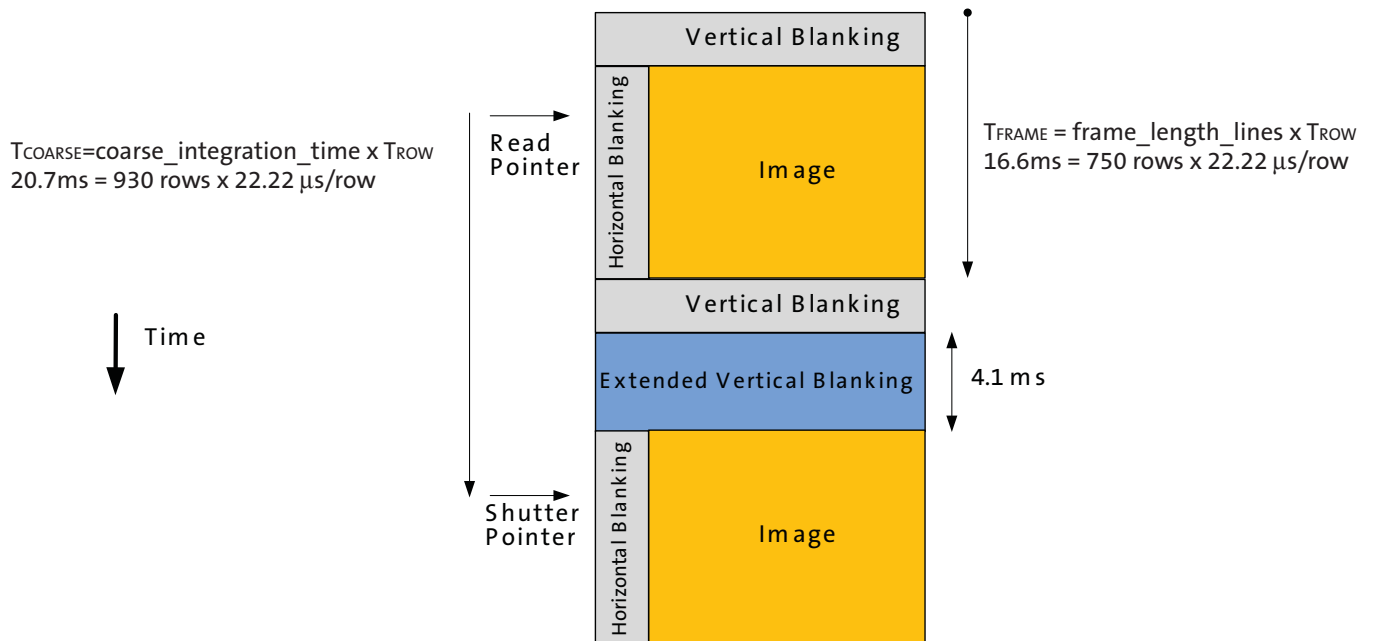 Vertical Blanking
Horizontal Blanking
Image
Read
Pointer
TCOARSE=coarse_integration_time x TROW
20.7ms = 930 rows x 22.22 μs/row
TFRAME = frame_length_lines x TROW
16.6ms = 750 rows x 22.22 μs/row
Vertical Blanking
Time
Extended Vertical Blanking
4.1 ms
Horizontal Blanking
Shutter
Pointer
Image